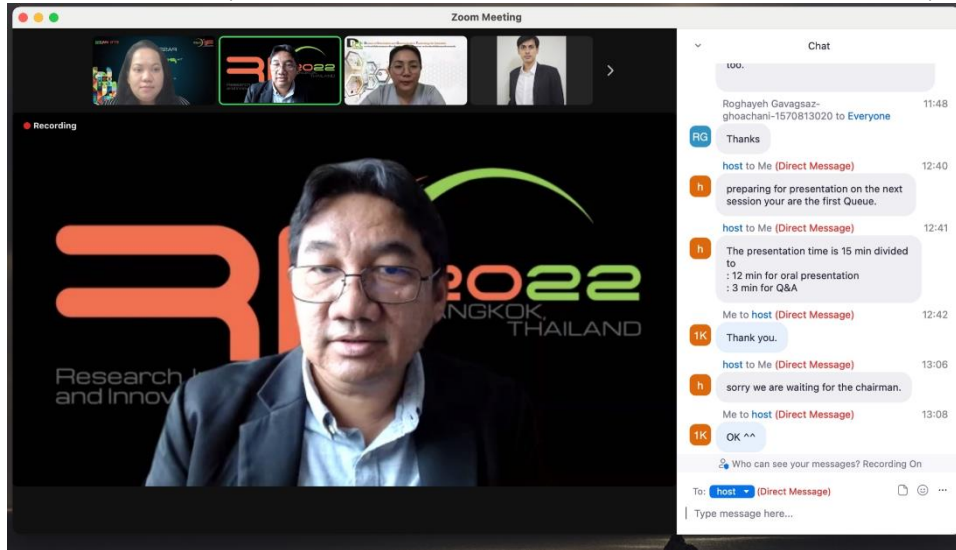 Zoom Meeting
2022
THAILAND
Recording
2022
NGKOK,
THAILAND
Research I
and Innov
Chat
too.
Roghayeh Gavagsaz-
ghoachani-1570813020 to Everyone
11:48
RG
Thanks
host to Me (Direct Message)
12:40
h
preparing for presentation on the next
session your are the first Queue.
host to Me (Direct Message)
12:41
h
The presentation time is 15 min divided
to
: 12 min for oral presentation
: 3 min for Q&A
Me to host (Direct Message)
12:42
1K
Thank you.
host to Me (Direct Message)
13:06
h
sorry we are waiting for the chairman.
Me to host (Direct Message)
13:08
1K
OK ^^
Who can see your messages? Recording On
To: host (Direct Message)
Type message here...